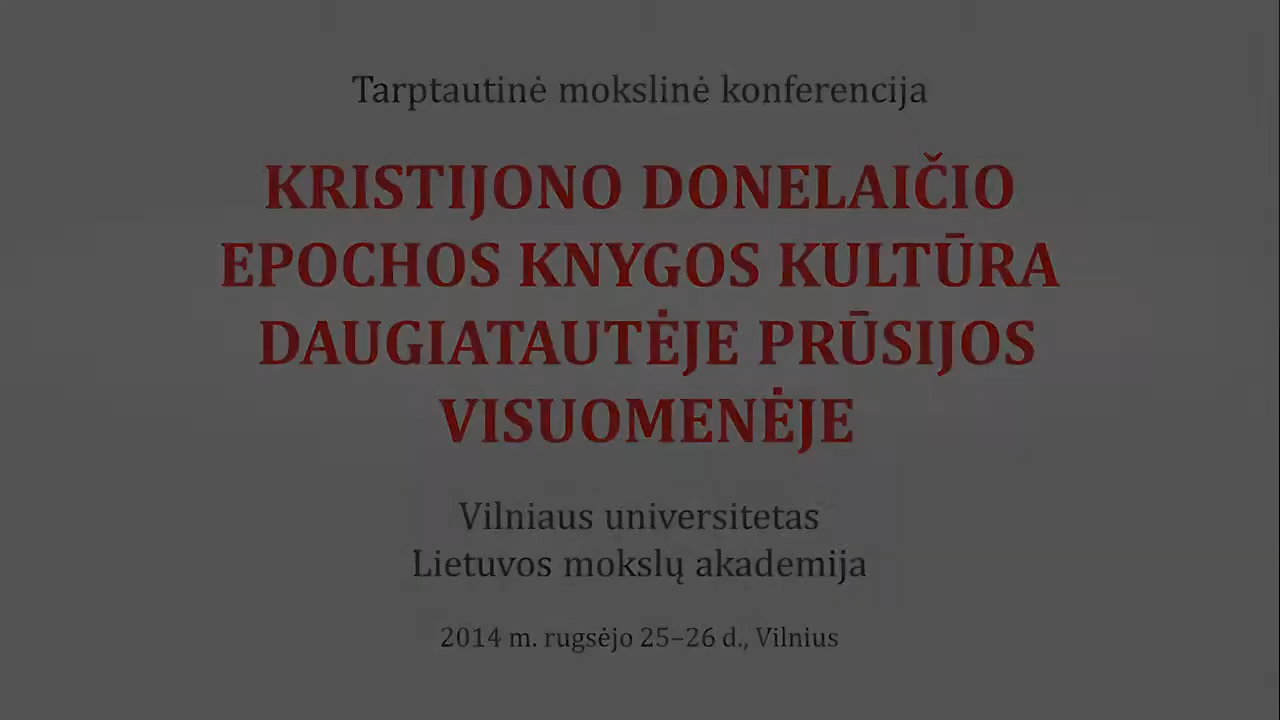 Tarptautinė mokslinė konferencija
KRISTIJONO DONELAIČIO
EPOCHOS KNYGOS KULTŪRA
DAUGIATAUTĖJE PRŪSIJOS
VISUOMENĖJE
Vilniaus universitetas
Lietuvos mokslų akademija
2014 m. rugsėjo 25–26 d., Vilnius